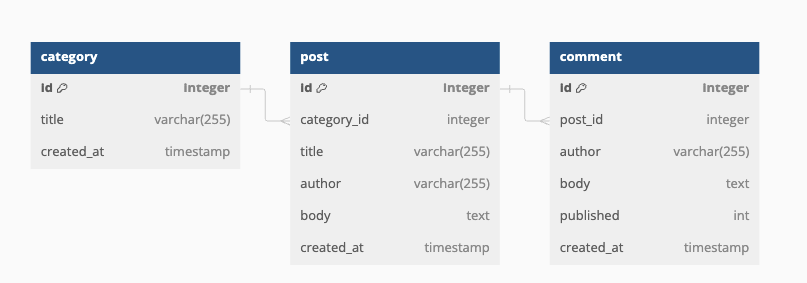 category
id integer
title varchar(255)
created_at timestamp
post
id integer
category_id integer
title varchar(255)
author varchar(255)
body text
created_at timestamp
comment
id integer
post_id integer
author varchar(255)
body text
published int
created_at timestamp